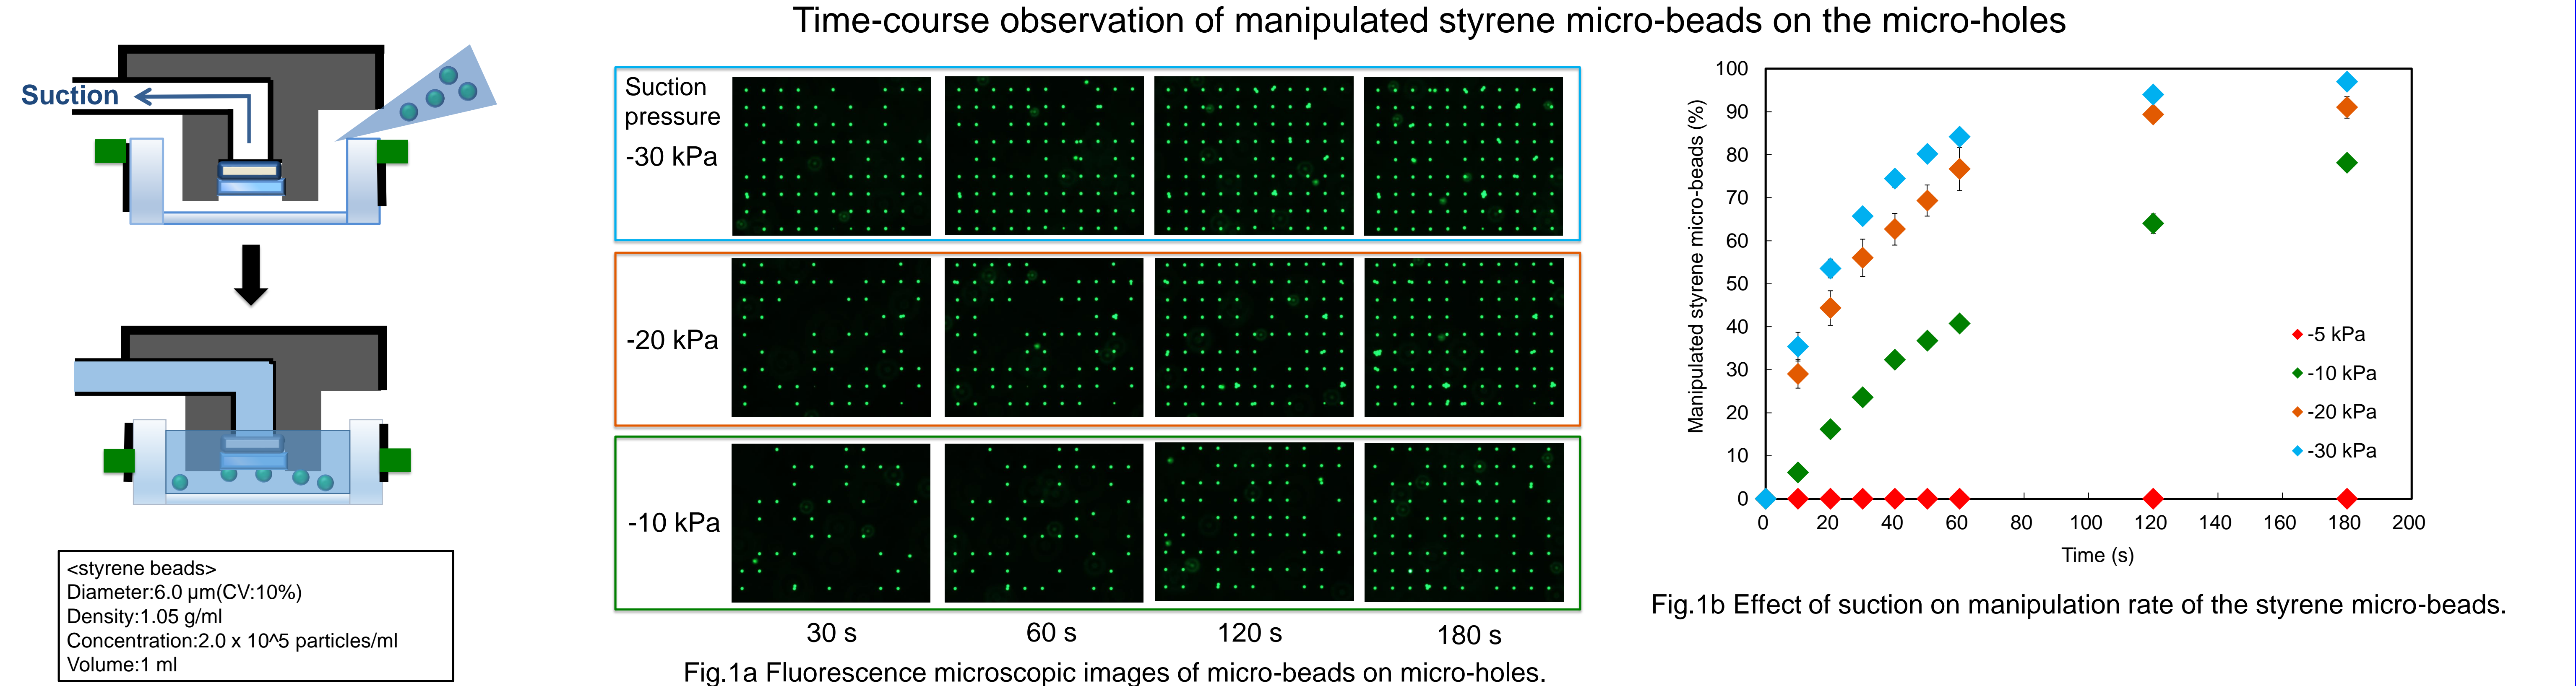 Time-course observation of manipulated styrene micro-beads on the micro-holes
Suction
<styrene beads>
Diameter:6.0 µm(CV:10%)
Density:1.05 g/ml
Concentration:2.0 x 10^5 particles/ml
Volume:1 ml
Suction
pressure
-30 kPa
-20 kPa
-10 kPa
30 s
60 s
120 s
180 s
Fig.1a Fluorescence microscopic images of micro-beads on micro-holes.
Manipulated styrene micro-beads (%)
100
90
80
70
60
50
40
30
20
10
0
0
20
40
60
80
100
120
140
160
180
200
Time (s)
-5 kPa
-10 kPa
-20 kPa
-30 kPa
Fig.1b Effect of suction on manipulation rate of the styrene micro-beads.